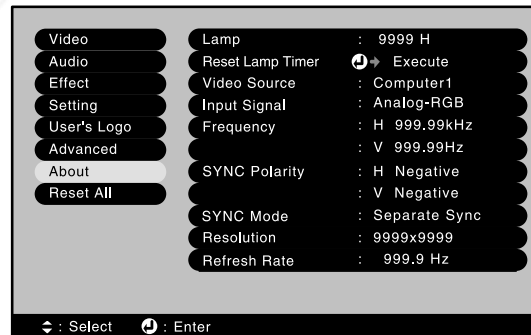 Video
Audio
Effect
Setting
User's Logo
Advanced
About
Reset All
Lamp : 9999 H
Reset Lamp Timer Execute
Video Source : Computer1
Input Signal : Analog-RGB
Frequency : H 999.99kHz
: V 999.99Hz
SYNC Polarity : H Negative
: V Negative
SYNC Mode : Separate Sync
Resolution : 9999x9999
Refresh Rate : 999.9 Hz
: Select : Enter